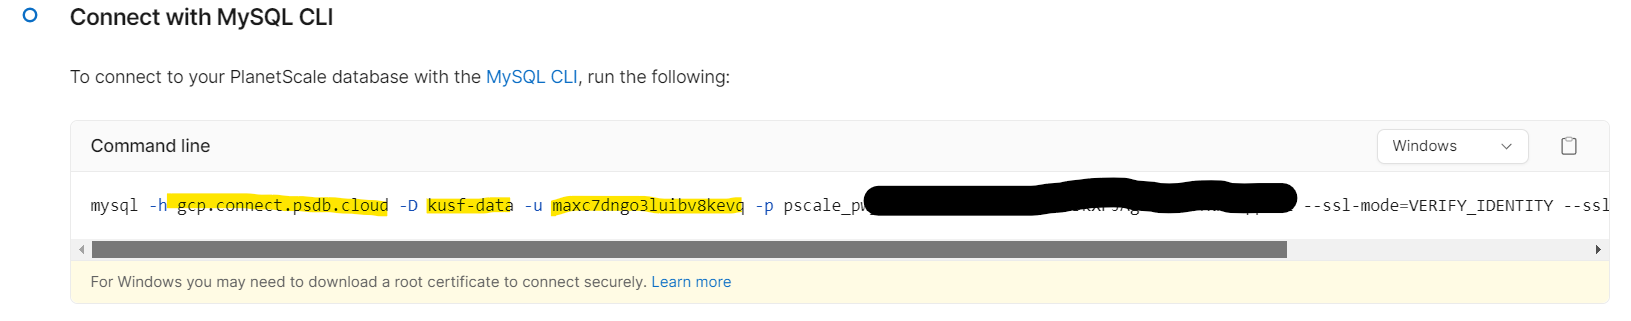 Connect with MySQL CLI
To connect to your PlanetScale database with the MySQL CLI, run the following:
Command line
Windows
mysql -h gcp.connect.psdb.cloud -D kusf-data -u maxc7dngo3luibv8kevq -p --ssl-mode=VERIFY_IDENTITY --ssl
For Windows you may need to download a root certificate to connect securely. Learn more